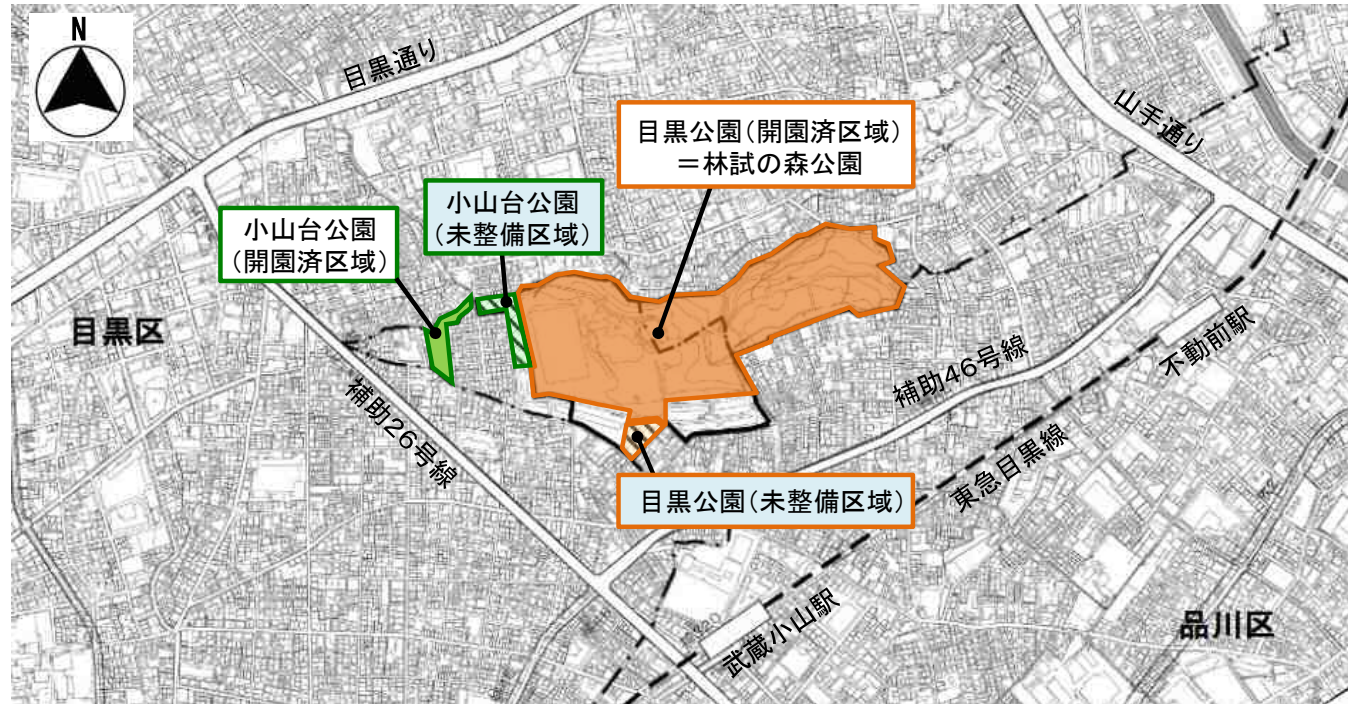 N
目黒通り
山手通り
目黒公園(開園済区域)
＝林試の森公園
小山台公園
(未整備区域)
小山台公園
(開園済区域)
目黒区
不動前駅
補助46号線
補助26号線
東急目黒線
目黒公園(未整備区域)
武蔵小山駅
品川区